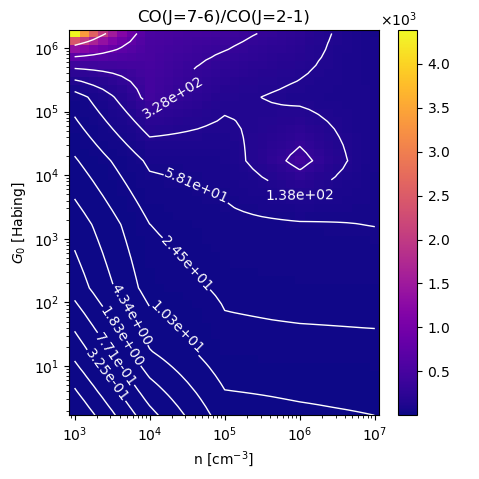 CO(J=7-6)/CO(J=2-1)
×10³
10⁶
10⁵
10⁴
10³
10²
10¹
G₀ [Habing]
3.28e+02
1.38e+02
5.81e+01
2.45e+01
1.03e+01
4.34e+00
1.83e+00
7.71e-01
3.25e-01
10³
10⁴
10⁵
10⁶
10⁷
n [cm⁻³]
4.0
3.5
3.0
2.5
2.0
1.5
1.0
0.5